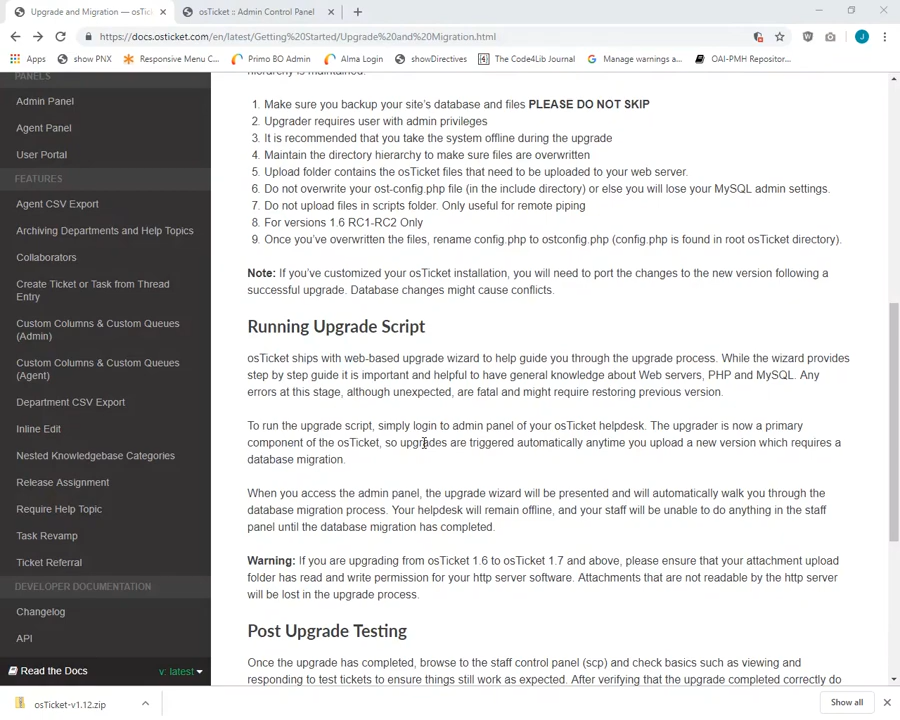 Upgrade and Migration — osTic
osTicket :: Admin Control Panel
https://docs.osticket.com/en/latest/Getting%20Started/Upgrade%20and%20Migration.html
Apps
show PNX
Responsive Menu C...
Primo BO Admin
Alma Login
showDirectives
The Code4Lib Journal
Manage warnings a...
OAI-PMH Repositor...
PANELS
Admin Panel
Agent Panel
User Portal
FEATURES
Agent CSV Export
Archiving Departments and Help Topics
Collaborators
Create Ticket or Task from Thread
Entry
Custom Columns & Custom Queues
(Admin)
Custom Columns & Custom Queues
(Agent)
Department CSV Export
Inline Edit
Nested Knowledgebase Categories
Release Assignment
Require Help Topic
Task Revamp
Ticket Referral
DEVELOPER DOCUMENTATION
Changelog
API
Read the Docs
v: latest
hierarchy is maintained.
1. Make sure you backup your site's database and files PLEASE DO NOT SKIP
2. Upgrader requires user with admin privileges
3. It is recommended that you take the system offline during the upgrade
4. Maintain the directory hierarchy to make sure files are overwritten
5. Upload folder contains the osTicket files that need to be uploaded to your web server.
6. Do not overwrite your ost-config.php file (in the include directory) or else you will lose your MySQL admin settings.
7. Do not upload files in scripts folder. Only useful for remote piping
8. For versions 1.6 RC1-RC2 Only
9. Once you've overwritten the files, rename config.php to ostconfig.php (config.php is found in root osTicket directory).
Note: If you've customized your osTicket installation, you will need to port the changes to the new version following a
successful upgrade. Database changes might cause conflicts.
Running Upgrade Script
osTicket ships with web-based upgrade wizard to help guide you through the upgrade process. While the wizard provides
step by step guide it is important and helpful to have general knowledge about Web servers, PHP and MySQL. Any
errors at this stage, although unexpected, are fatal and might require restoring previous version.
To run the upgrade script, simply login to admin panel of your osTicket helpdesk. The upgrader is now a primary
component of the osTicket, so upgrades are triggered automatically anytime you upload a new version which requires a
database migration.
When you access the admin panel, the upgrade wizard will be presented and will automatically walk you through the
database migration process. Your helpdesk will remain offline, and your staff will be unable to do anything in the staff
panel until the database migration has completed.
Warning: If you are upgrading from osTicket 1.6 to osTicket 1.7 and above, please ensure that your attachment upload
folder has read and write permission for your http server software. Attachments that are not readable by the http server
will be lost in the upgrade process.
Post Upgrade Testing
Once the upgrade has completed, browse to the staff control panel (scp) and check basics such as viewing and
responding to test tickets to ensure things still work as expected. After verifying that the upgrade completed correctly do
osTicket-v1.12.zip
Show all